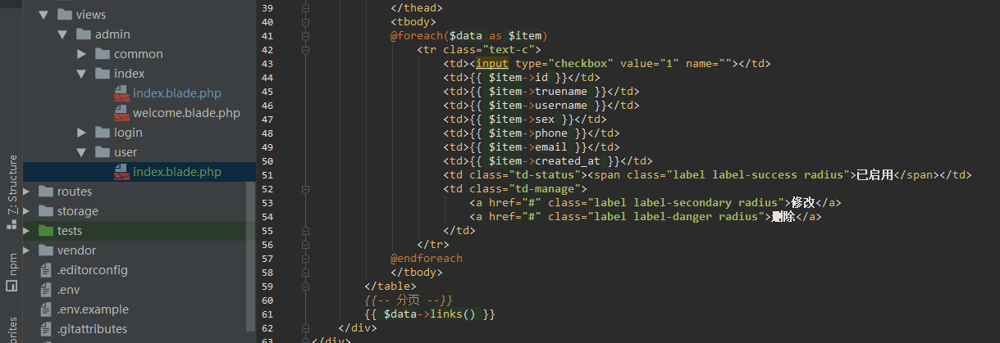 views
admin
common
index
index.blade.php
welcome.blade.php
login
user
index.blade.php
routes
storage
tests
vendor
.editorconfig
.env
.env.example
.gitattributes
Z: Structure
npm
39 </thead>
40 <tbody>
41 @foreach($data as $item)
42 <tr class="text-c">
43 <td><input type="checkbox" value="1" name=""></td>
44 <td>{{ $item->id }}</td>
45 <td>{{ $item->truename }}</td>
46 <td>{{ $item->username }}</td>
47 <td>{{ $item->sex }}</td>
48 <td>{{ $item->phone }}</td>
49 <td>{{ $item->email }}</td>
50 <td>{{ $item->created_at }}</td>
51 <td class="td-status"><span class="label label-success radius">已启用</span></td>
52 <td class="td-manage">
53 <a href="#" class="label label-secondary radius">修改</a>
54 <a href="#" class="label label-danger radius">删除</a>
55 </td>
56 </tr>
57 @endforeach
58 </tbody>
59 </table>
60 {{-- 分页 --}}
61 {{ $data->links() }}
62 </div>
63 </div>